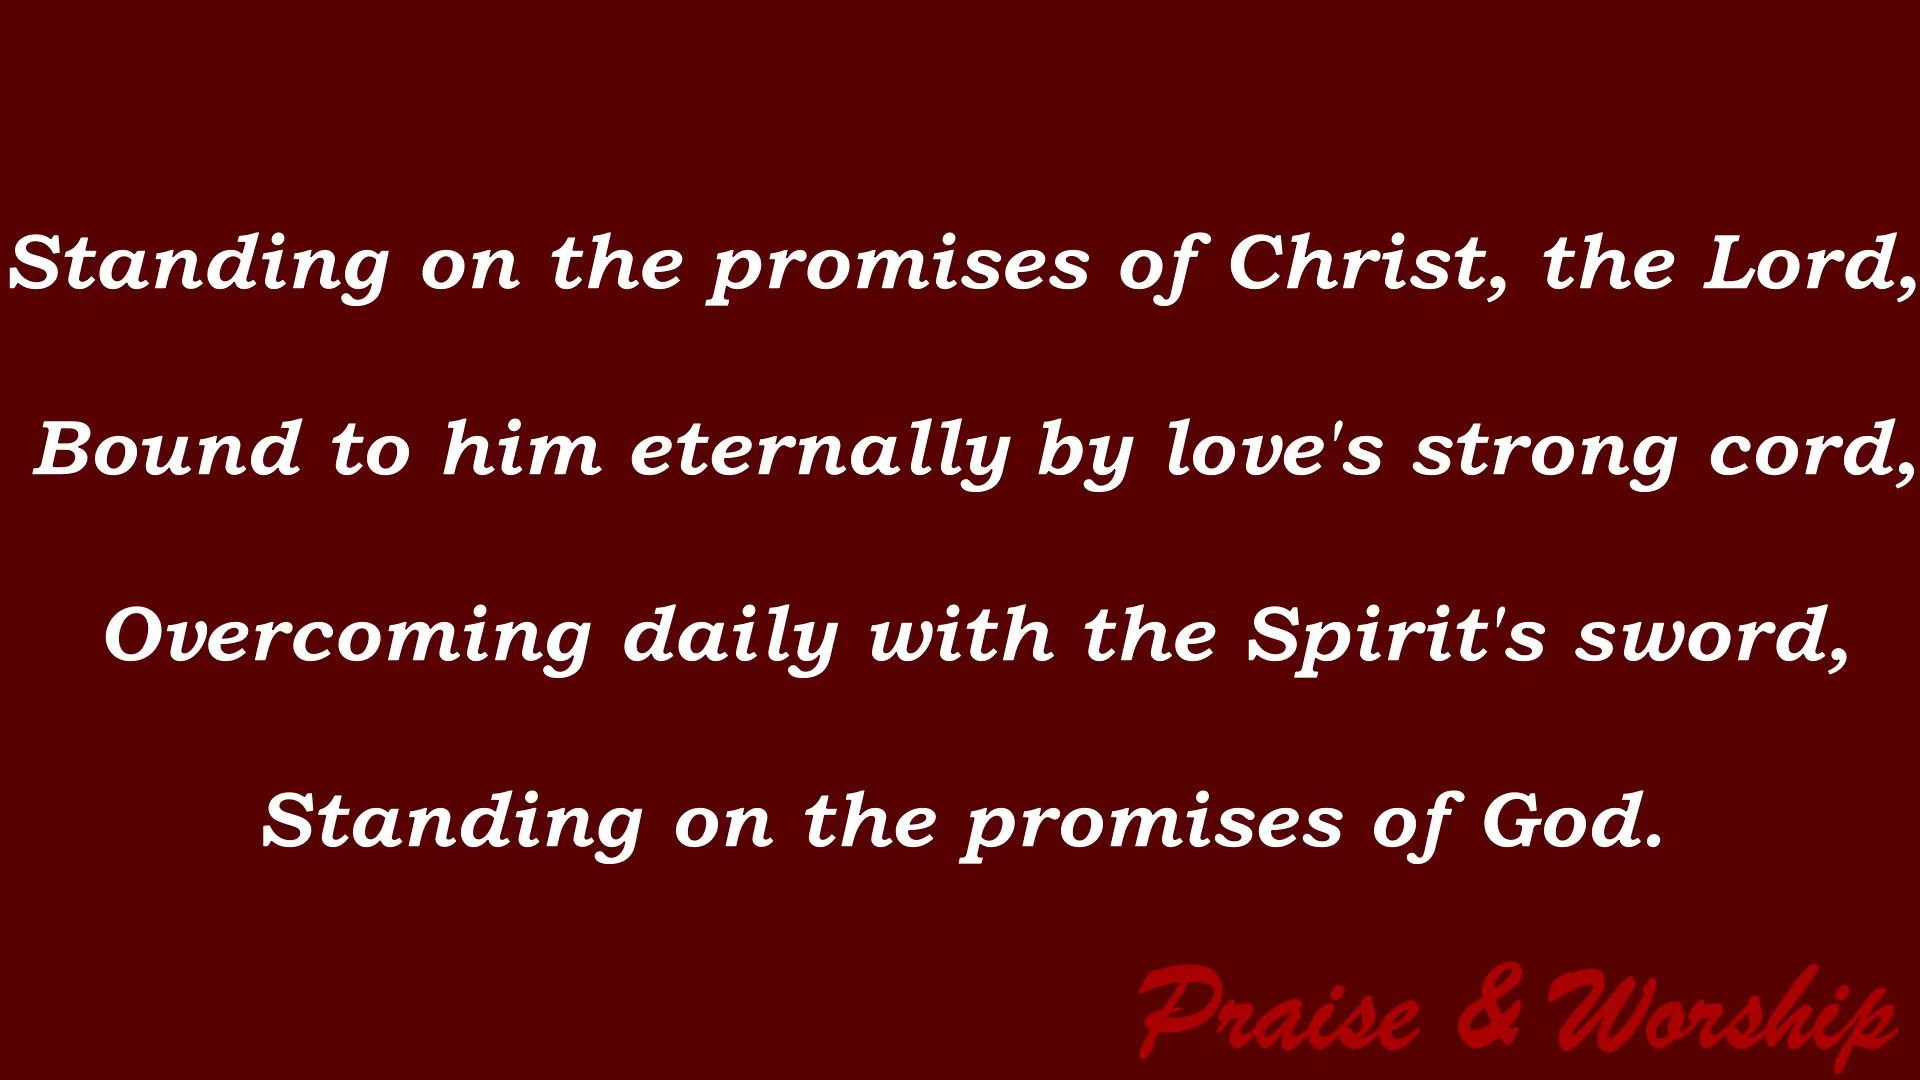 Standing on the promises of Christ, the Lord,
Bound to him eternally by love's strong cord,
Overcoming daily with the Spirit's sword,
Standing on the promises of God.
Praise & Worship